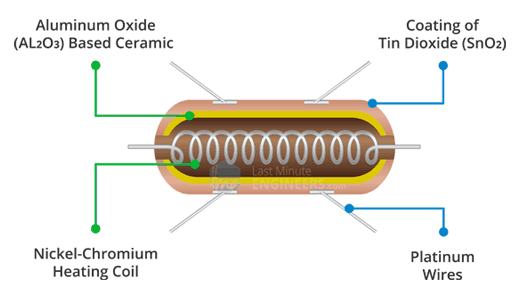 Aluminum Oxide
(AL₂O₃) Based Ceramic
Coating of
Tin Dioxide (SnO₂)
Last Minute
ENGINEERS.com
Nickel-Chromium
Heating Coil
Platinum
Wires